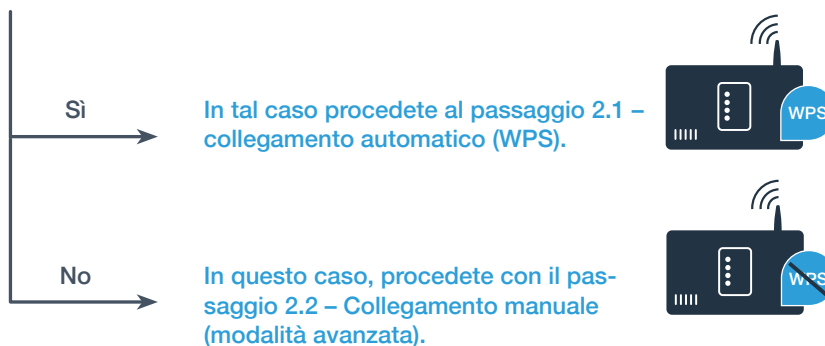 Sì
In tal caso procedete al passaggio 2.1 –
collegamento automatico (WPS).
WPS
No
In questo caso, procedete con il pas-
saggio 2.2 – Collegamento manuale
(modalità avanzata).
WPS